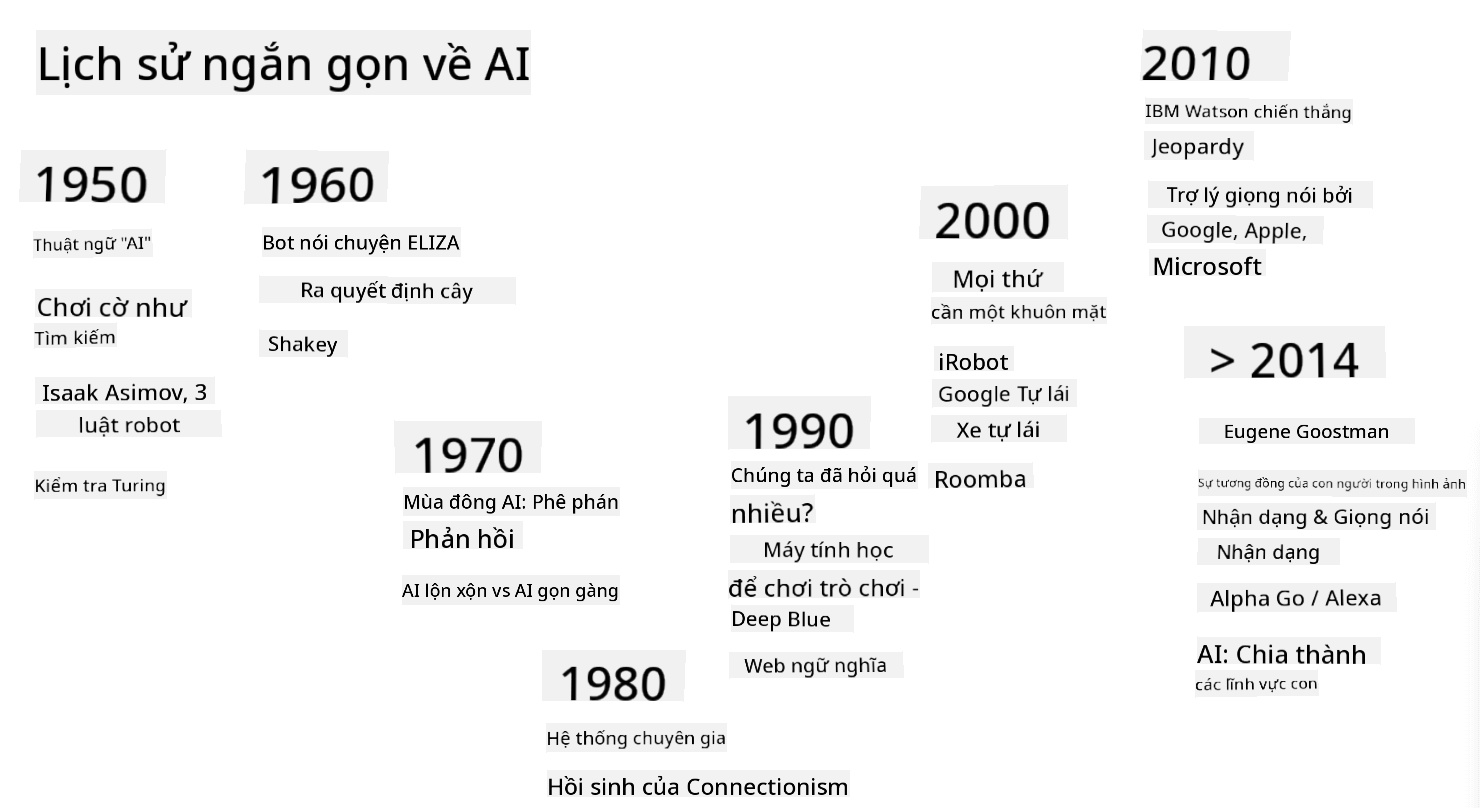 Lịch sử ngắn gọn về AI
1950
Thuật ngữ "AI"
Chơi cờ như
Tìm kiếm
Isaak Asimov, 3
luật robot
Kiểm tra Turing
1960
Bot nói chuyện ELIZA
Ra quyết định cây
Shakey
1970
Mùa đông AI: Phê phán
Phản hồi
AI lộn xộn vs AI gọn gàng
1980
Hệ thống chuyên gia
Hồi sinh của Connectionism
1990
Chúng ta đã hỏi quá
nhiều?
Máy tính học
để chơi trò chơi -
Deep Blue
Web ngữ nghĩa
2000
Mọi thứ
cần một khuôn mặt
iRobot
Google Tự lái
Xe tự lái
Roomba
2010
IBM Watson chiến thắng
Jeopardy
Trợ lý giọng nói bởi
Google, Apple,
Microsoft
> 2014
Eugene Goostman
Sự tương đồng của con người trong hình ảnh
Nhận dạng & Giọng nói
Nhận dạng
Alpha Go / Alexa
AI: Chia thành
các lĩnh vực con